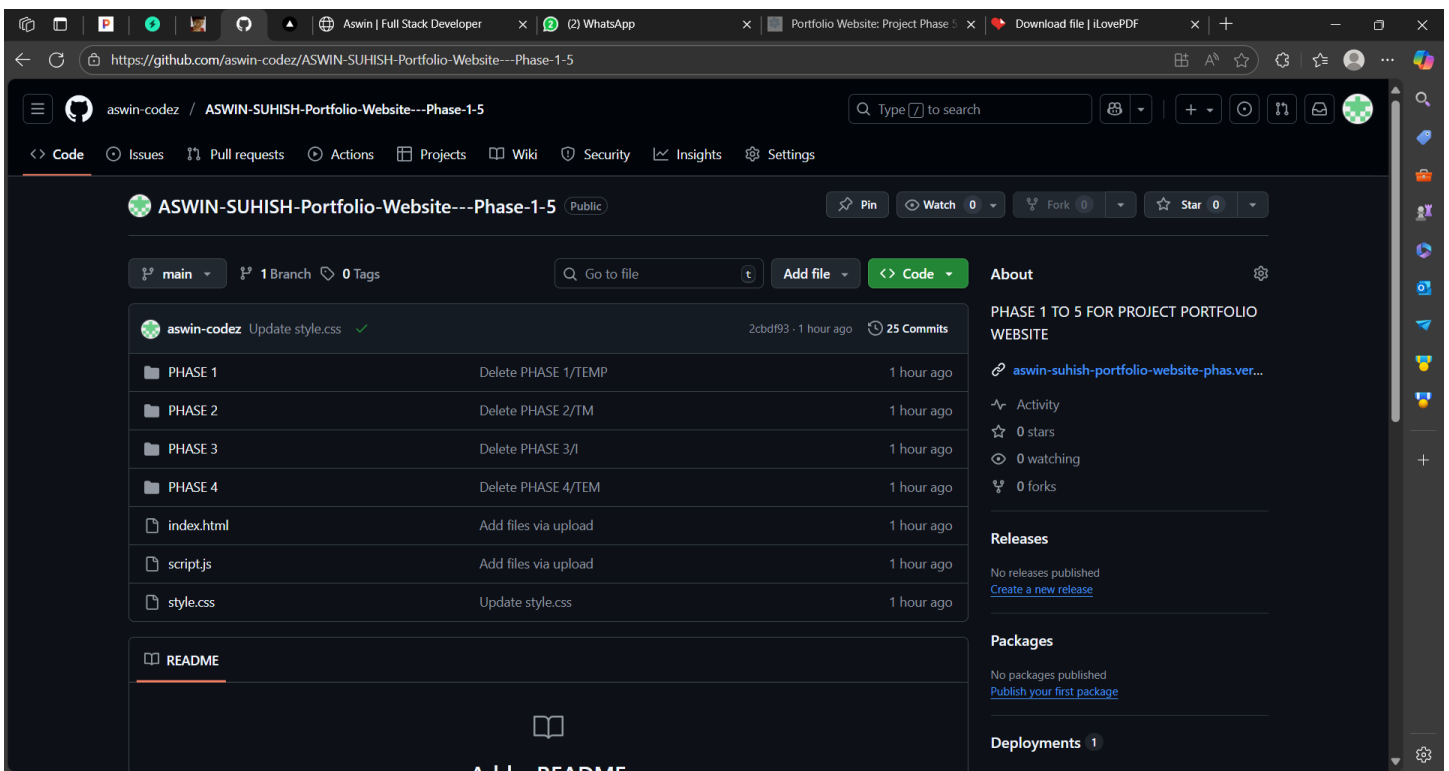 Aswin | Full Stack Developer
(2) WhatsApp
Portfolio Website: Project Phase 5
Download file | iLovePDF
https://github.com/aswin-codez/ASWIN-SUHISH-Portfolio-Website---Phase-1-5
aswin-codez / ASWIN-SUHISH-Portfolio-Website---Phase-1-5
Type / to search
Code
Issues
Pull requests
Actions
Projects
Wiki
Security
Insights
Settings
ASWIN-SUHISH-Portfolio-Website---Phase-1-5 Public
Pin
Watch 0
Fork 0
Star 0
main
1 Branch
0 Tags
Go to file t
Add file
Code
aswin-codez Update style.css 2cbdf93 · 1 hour ago 25 Commits
PHASE 1 Delete PHASE 1/TEMP 1 hour ago
PHASE 2 Delete PHASE 2/TM 1 hour ago
PHASE 3 Delete PHASE 3/I 1 hour ago
PHASE 4 Delete PHASE 4/TEM 1 hour ago
index.html Add files via upload 1 hour ago
script.js Add files via upload 1 hour ago
style.css Update style.css 1 hour ago
README
Add a README
About
PHASE 1 TO 5 FOR PROJECT PORTFOLIO
WEBSITE
aswin-suhish-portfolio-website-phas.ver...
Activity
0 stars
0 watching
0 forks
Releases
No releases published
Create a new release
Packages
No packages published
Publish your first package
Deployments 1